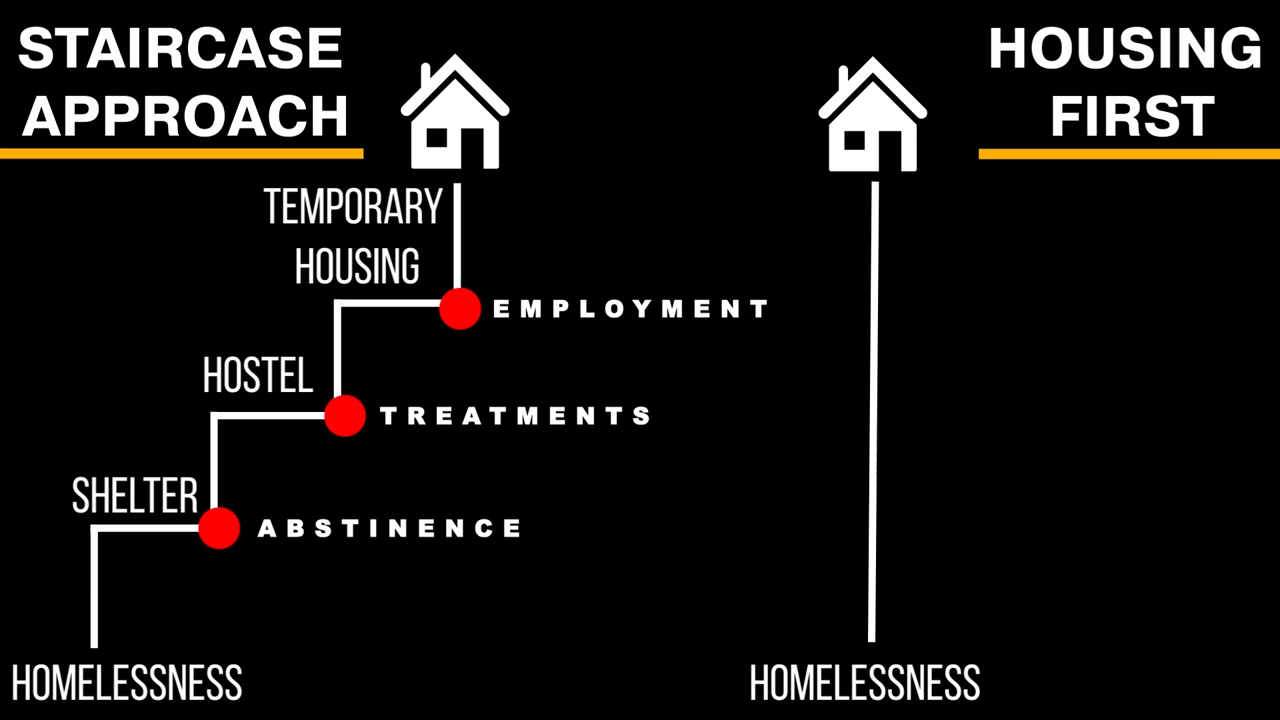 STAIRCASE
APPROACH
TEMPORARY
HOUSING
EMPLOYMENT
HOSTEL
TREATMENTS
SHELTER
ABSTINENCE
HOMELESSNESS
HOUSING
FIRST
HOMELESSNESS